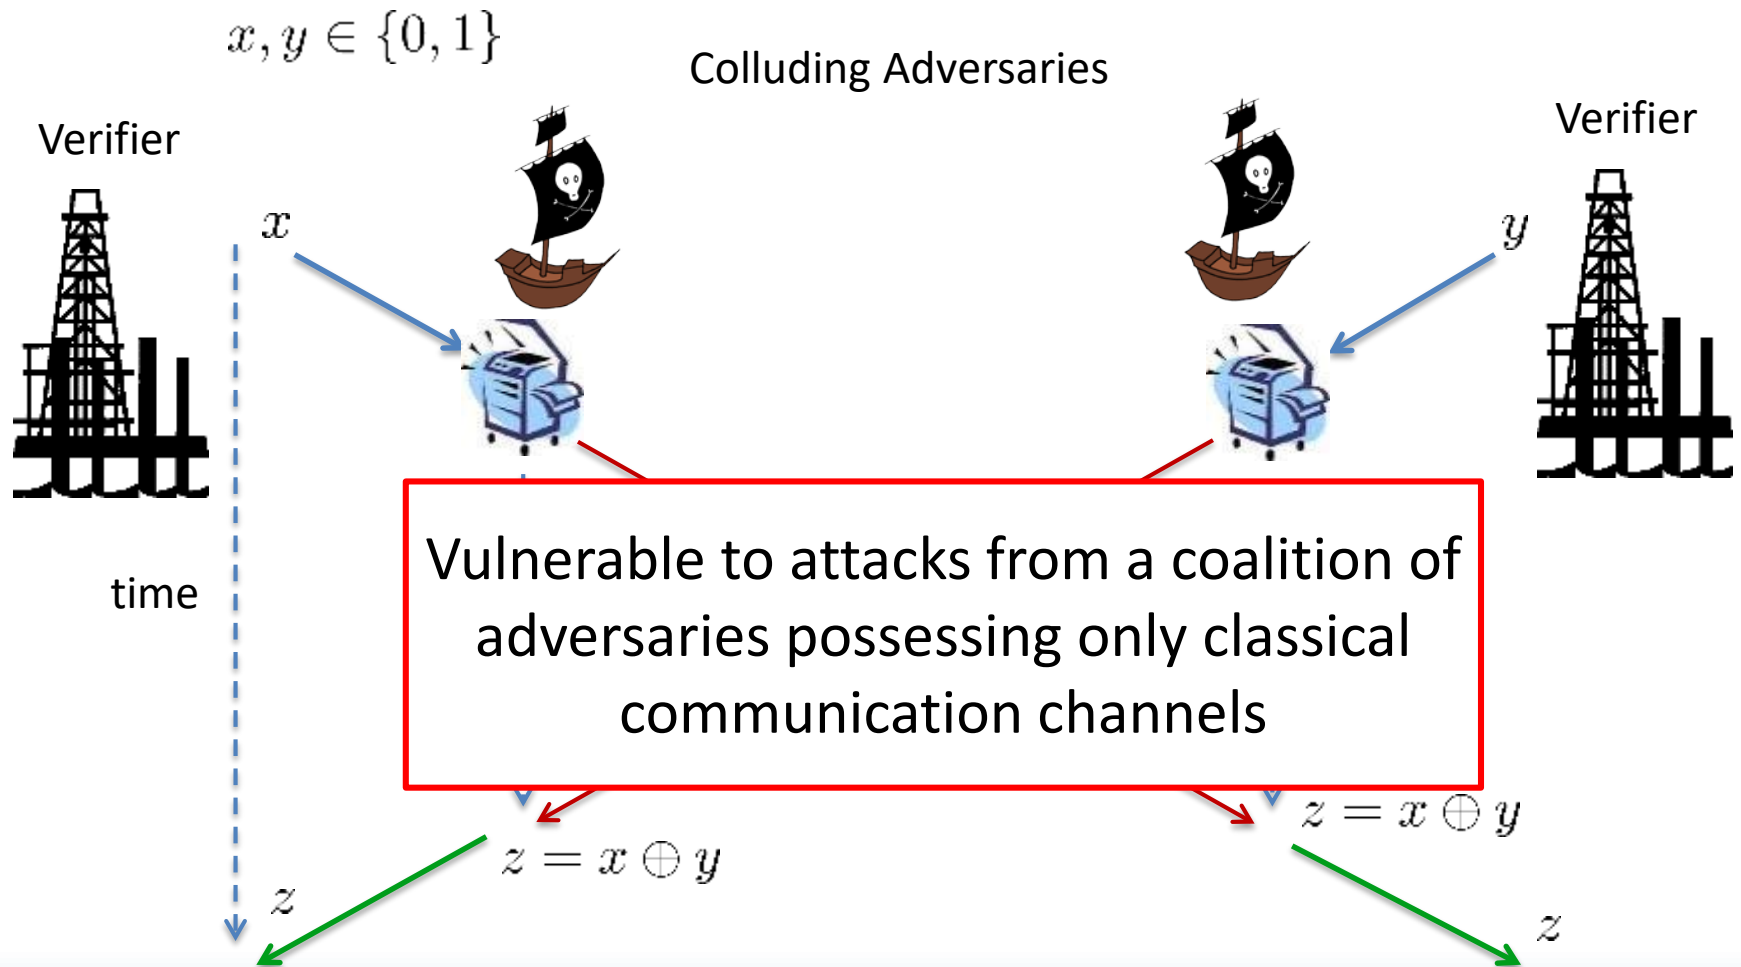 x, y ∈ {0, 1}
Colluding Adversaries
Verifier
Verifier
x
y
Vulnerable to attacks from a coalition of
adversaries possessing only classical
communication channels
time
z = x ⊕ y
z = x ⊕ y
z
z